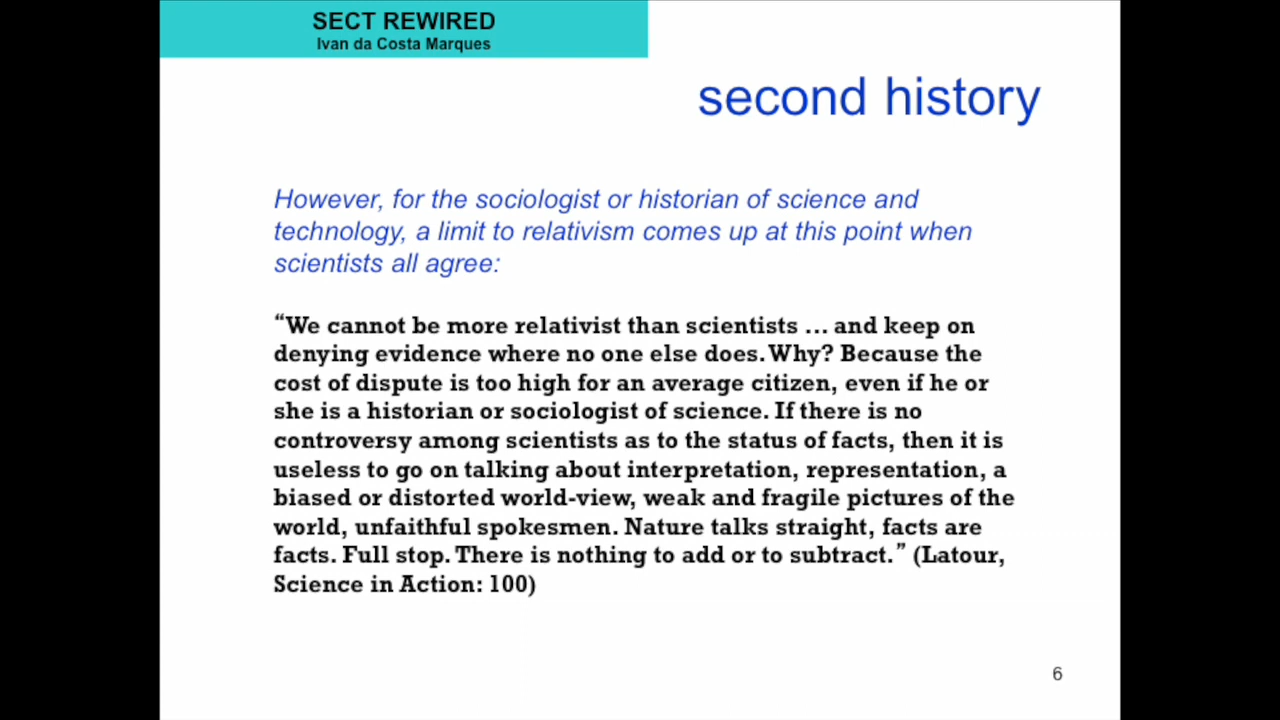 SECT REWIRED
Ivan da Costa Marques
second history
However, for the sociologist or historian of science and
technology, a limit to relativism comes up at this point when
scientists all agree:
“We cannot be more relativist than scientists ... and keep on
denying evidence where no one else does. Why? Because the
cost of dispute is too high for an average citizen, even if he or
she is a historian or sociologist of science. If there is no
controversy among scientists as to the status of facts, then it is
useless to go on talking about interpretation, representation, a
biased or distorted world-view, weak and fragile pictures of the
world, unfaithful spokesmen. Nature talks straight, facts are
facts. Full stop. There is nothing to add or to subtract.” (Latour,
Science in Action: 100)
6